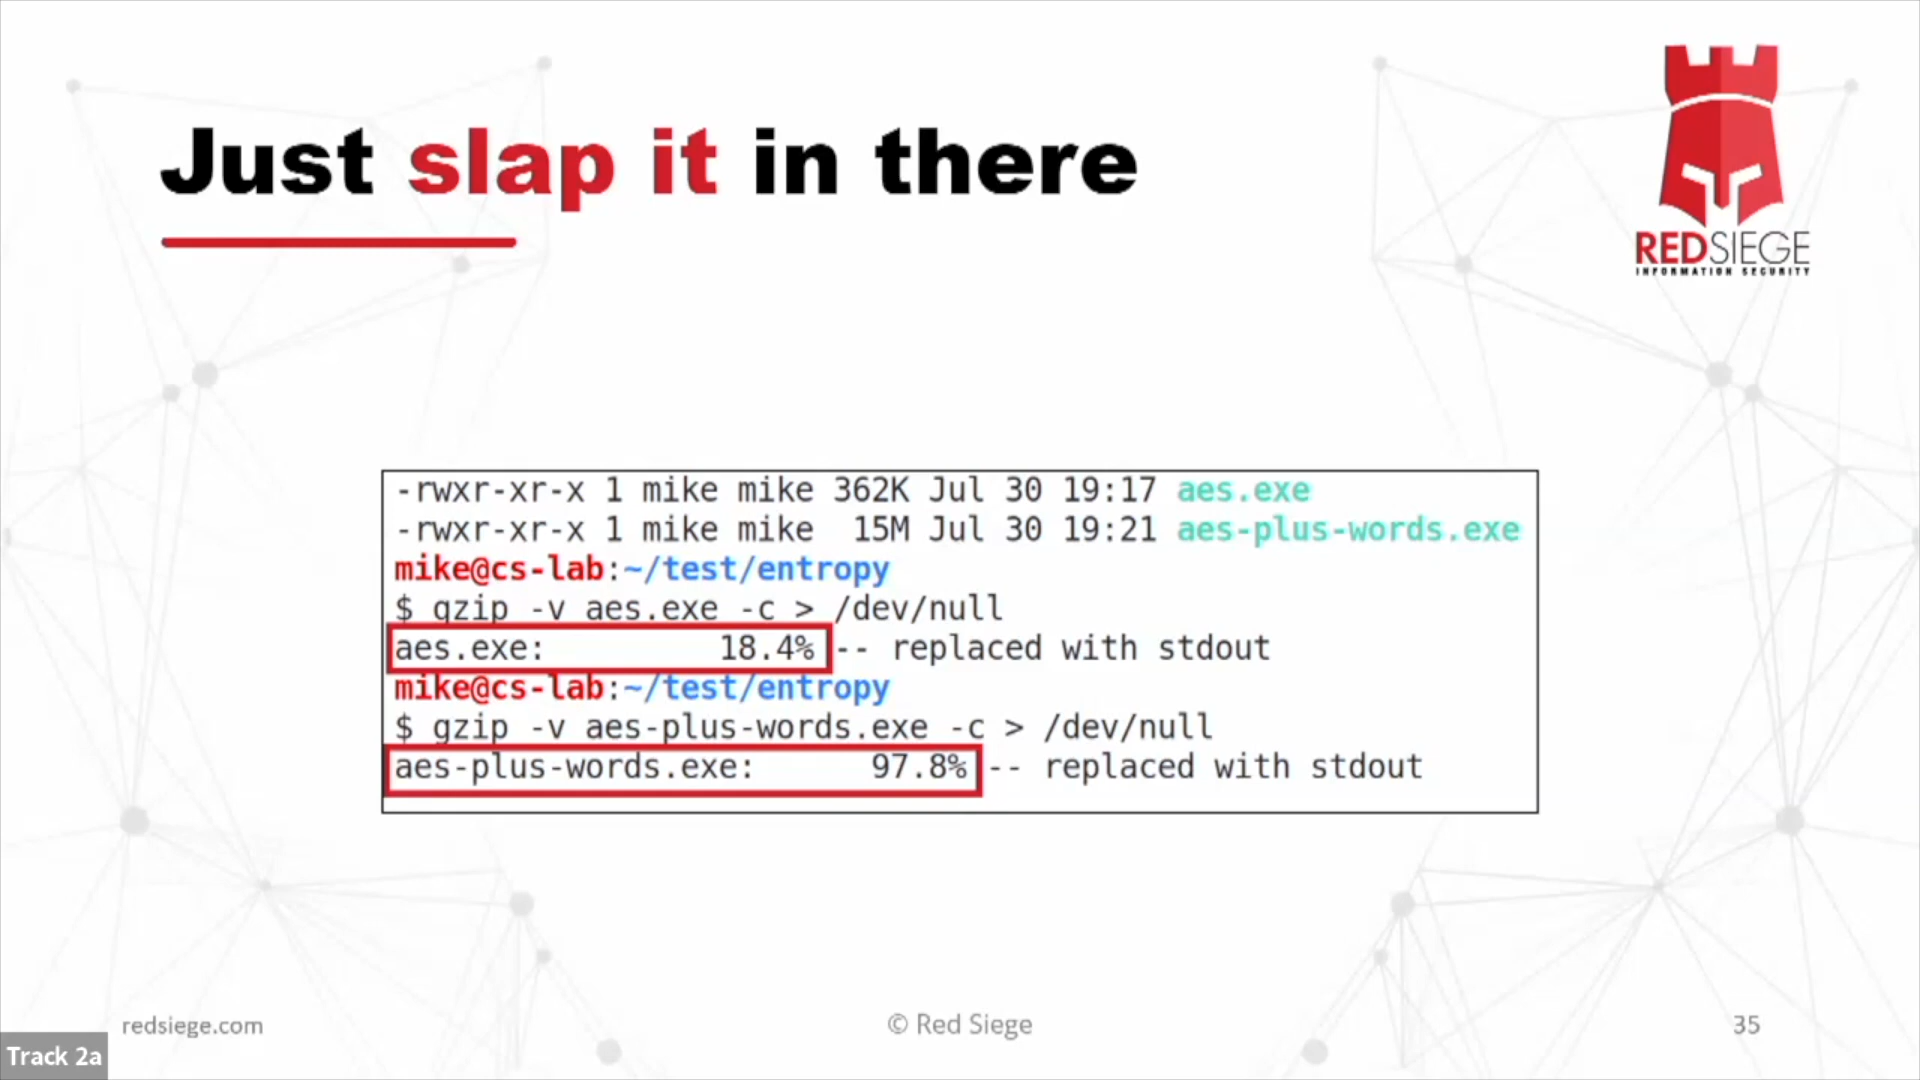 Just slap it in there
REDSIEGE
INFORMATION SECURITY
-rwxr-xr-x 1 mike mike 362K Jul 30 19:17 aes.exe
-rwxr-xr-x 1 mike mike  15M Jul 30 19:21 aes-plus-words.exe
mike@cs-lab:~/test/entropy
$ gzip -v aes.exe -c > /dev/null
aes.exe:         18.4% -- replaced with stdout
mike@cs-lab:~/test/entropy
$ gzip -v aes-plus-words.exe -c > /dev/null
aes-plus-words.exe:      97.8% -- replaced with stdout
redsiege.com
© Red Siege
35
Track 2a